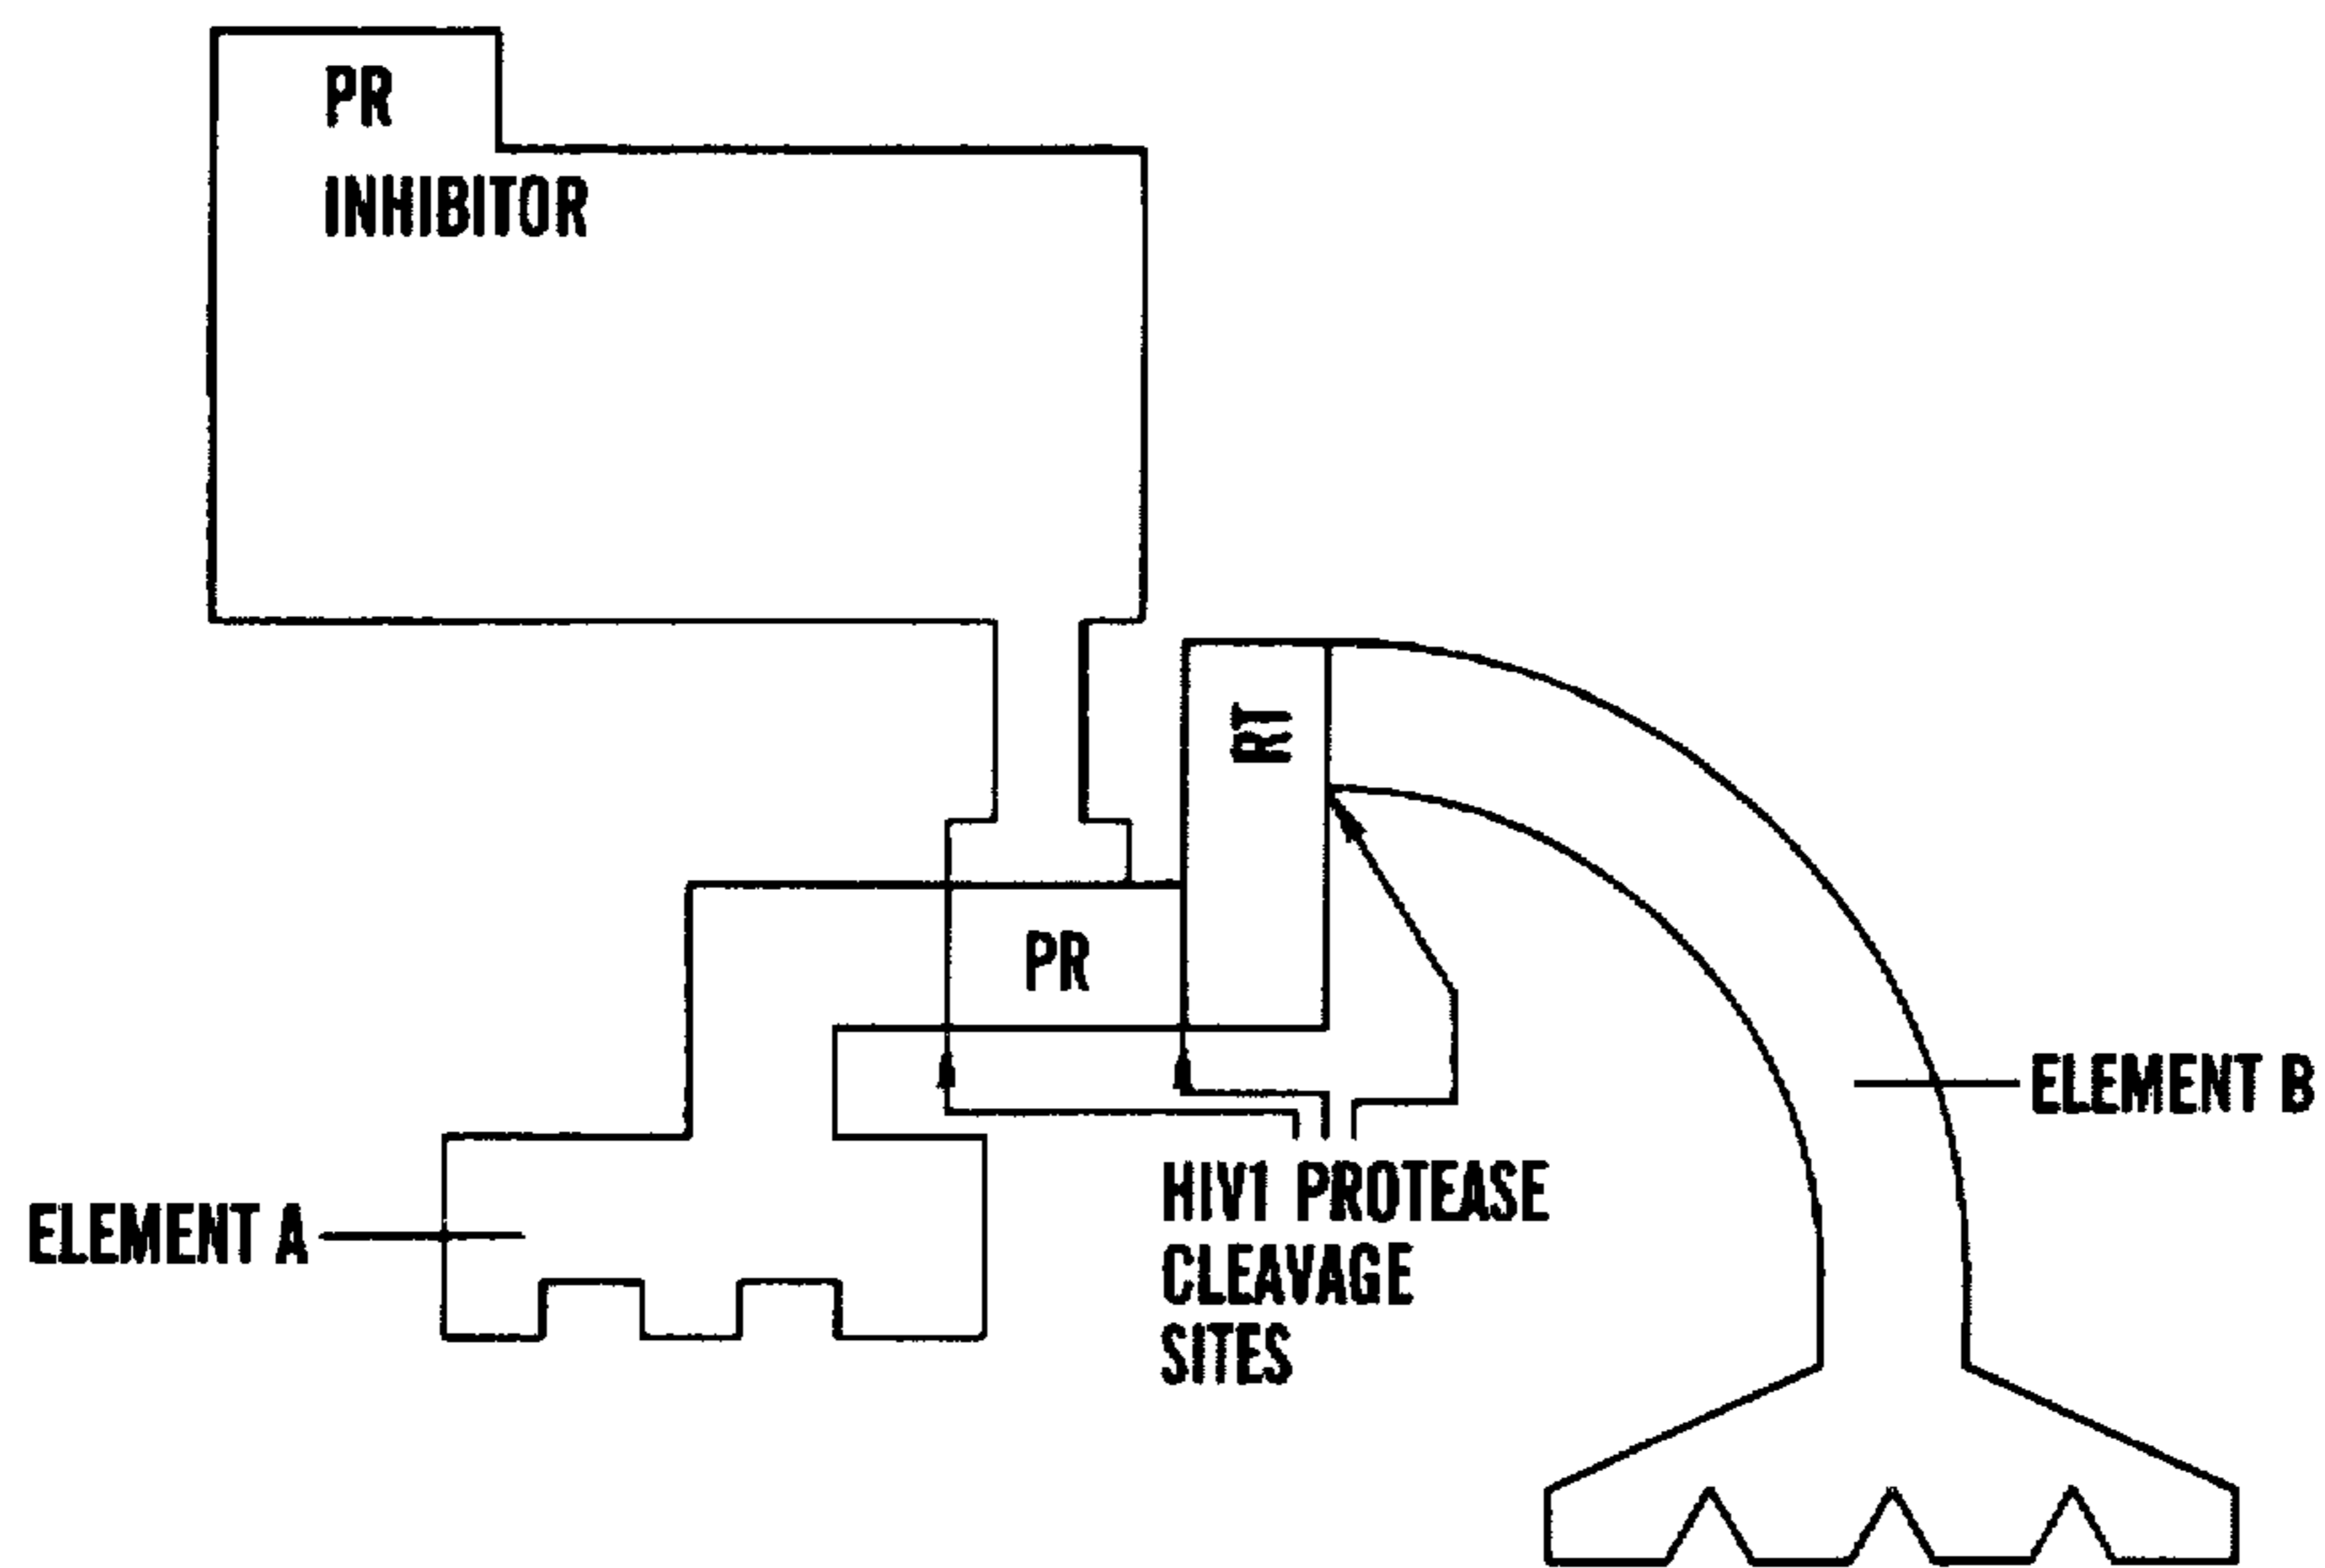 PR
INHIBITOR
RT
PR
ELEMENT B
ELEMENT A
HIV1 PROTEASE
CLEAVAGE
SITES